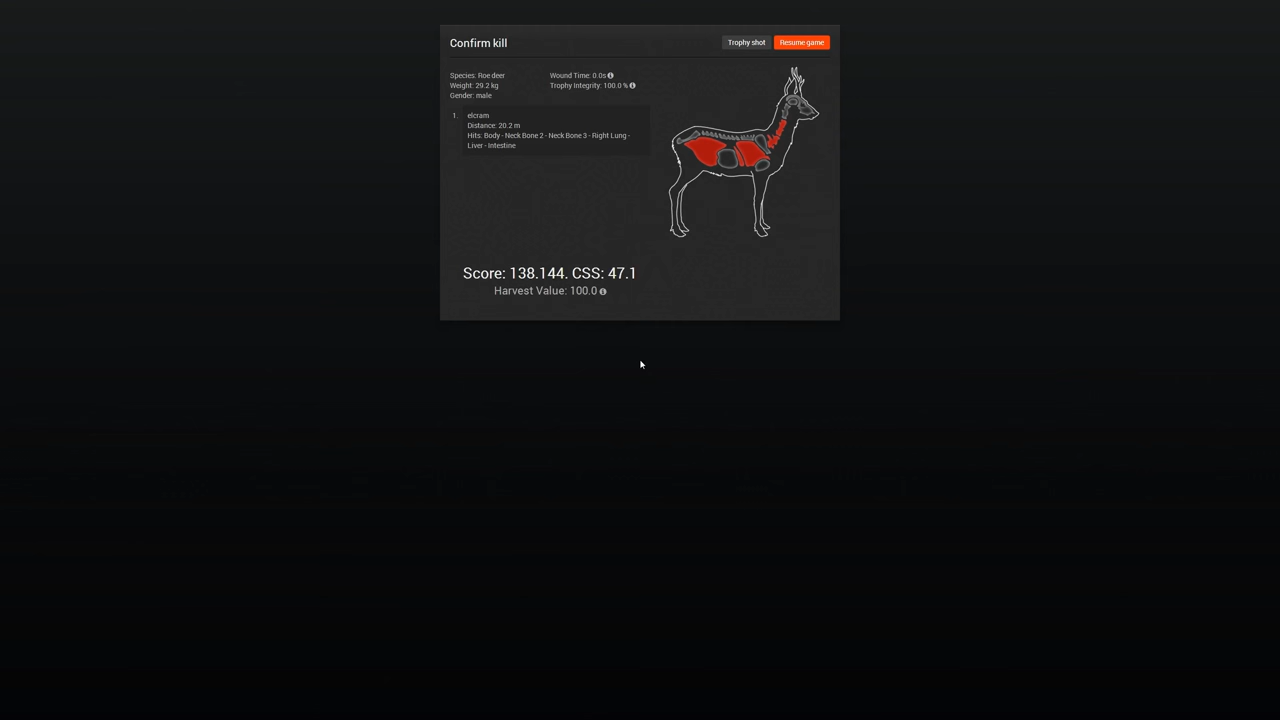 Confirm kill
Trophy shot
Resume game
Species: Roe deer
Weight: 29.2 kg
Gender: male
Wound Time: 0.0s
Trophy Integrity: 100.0 %
1. elcram
Distance: 20.2 m
Hits: Body - Neck Bone 2 - Neck Bone 3 - Right Lung -
Liver - Intestine
Score: 138.144. CSS: 47.1
Harvest Value: 100.0